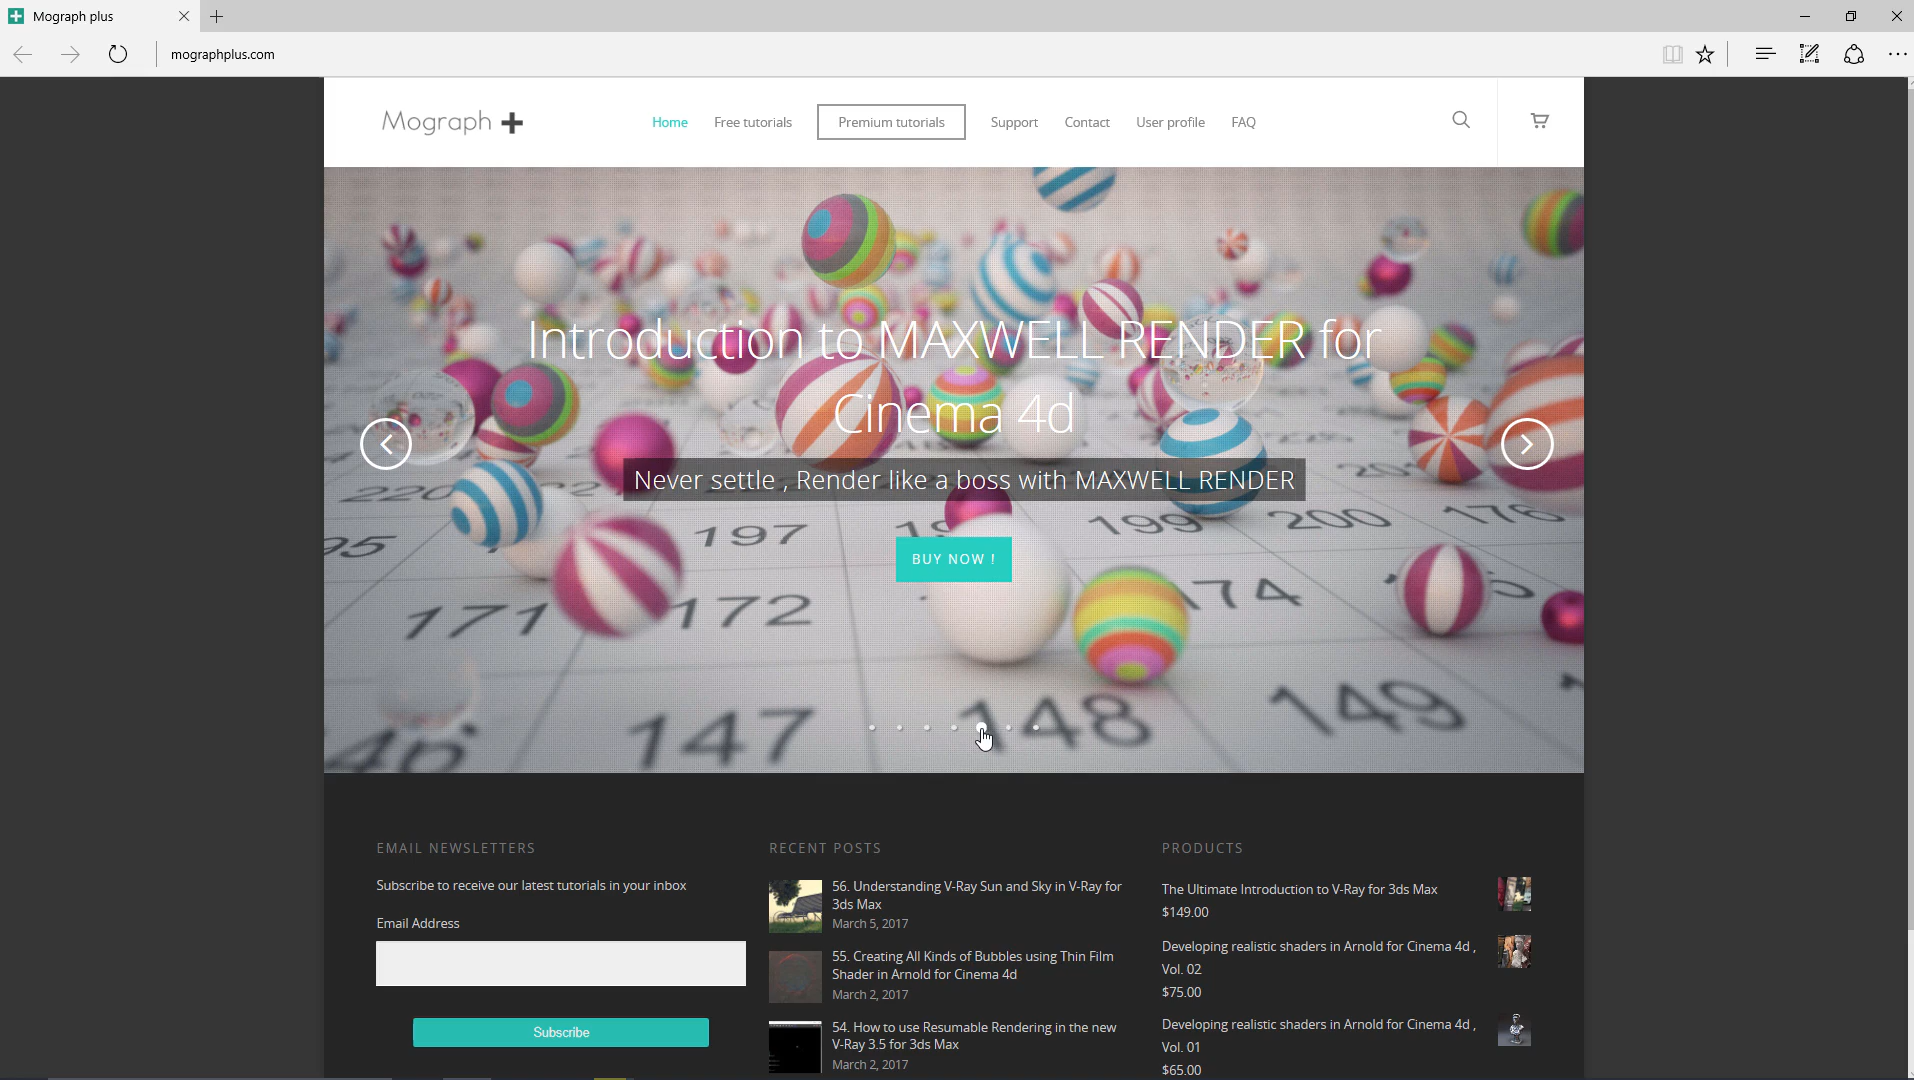 Mograph plus
mographplus.com
Mograph +
Home
Free tutorials
Premium tutorials
Support
Contact
User profile
FAQ
Introduction to MAXWELL RENDER for
Cinema 4d
Never settle , Render like a boss with MAXWELL RENDER
BUY NOW !
220
195
197
199
200
176
171
172
174
146
147
148
149
EMAIL NEWSLETTERS
Subscribe to receive our latest tutorials in your inbox
Email Address
Subscribe
RECENT POSTS
56. Understanding V-Ray Sun and Sky in V-Ray for
3ds Max
March 5, 2017
55. Creating All Kinds of Bubbles using Thin Film
Shader in Arnold for Cinema 4d
March 2, 2017
54. How to use Resumable Rendering in the new
V-Ray 3.5 for 3ds Max
March 2, 2017
PRODUCTS
The Ultimate Introduction to V-Ray for 3ds Max
$149.00
Developing realistic shaders in Arnold for Cinema 4d ,
Vol. 02
$75.00
Developing realistic shaders in Arnold for Cinema 4d ,
Vol. 01
$65.00